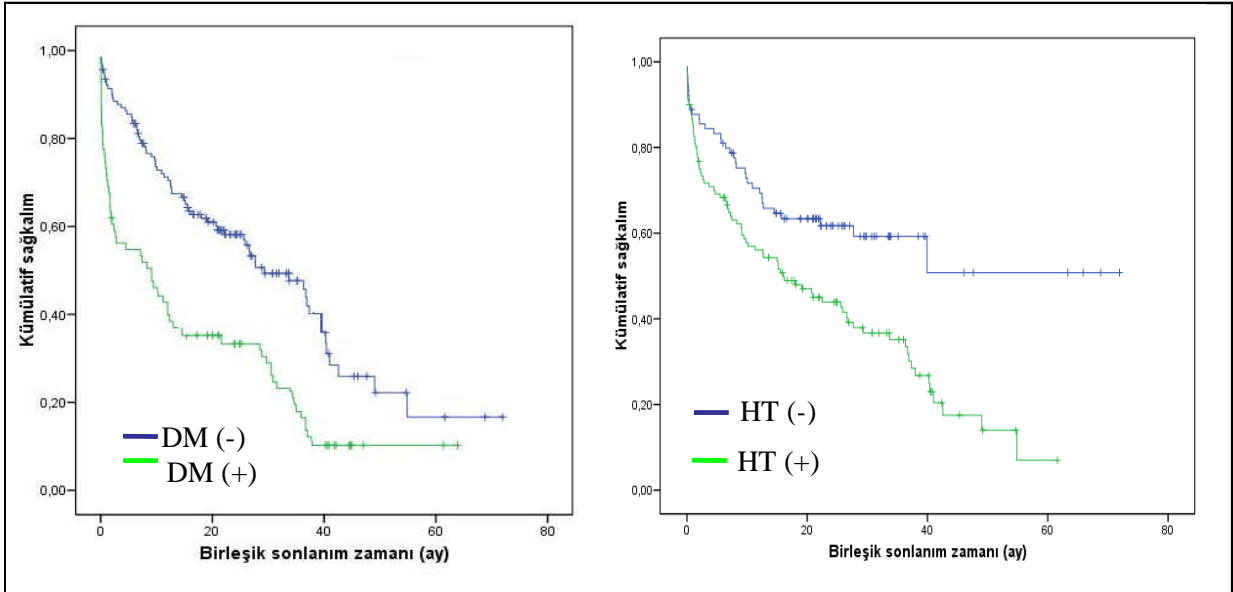 Kümülatif sağkalım
1,00
0,80
0,60
0,40
0,20
0,00
DM (-)
DM (+)
0 20 40 60 80
Birleşik sonlanım zamanı (ay)
Kümülatif sağkalım
1,00
0,80
0,60
0,40
0,20
0,00
HT (-)
HT (+)
0 20 40 60 80
Birleşik sonlanım zamanı (ay)